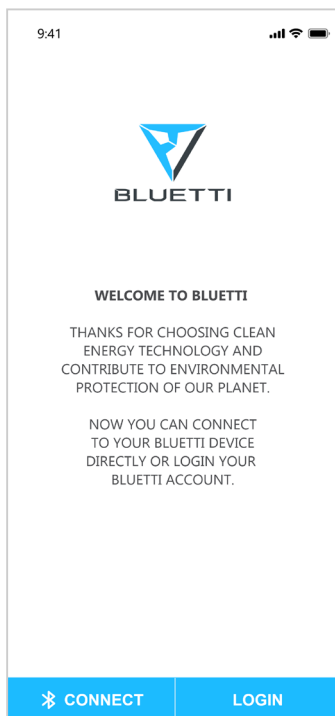 9:41
BLUETTI
WELCOME TO BLUETTI
THANKS FOR CHOOSING CLEAN
ENERGY TECHNOLOGY AND
CONTRIBUTE TO ENVIRONMENTAL
PROTECTION OF OUR PLANET.
NOW YOU CAN CONNECT
TO YOUR BLUETTI DEVICE
DIRECTLY OR LOGIN YOUR
BLUETTI ACCOUNT.
CONNECT
LOGIN